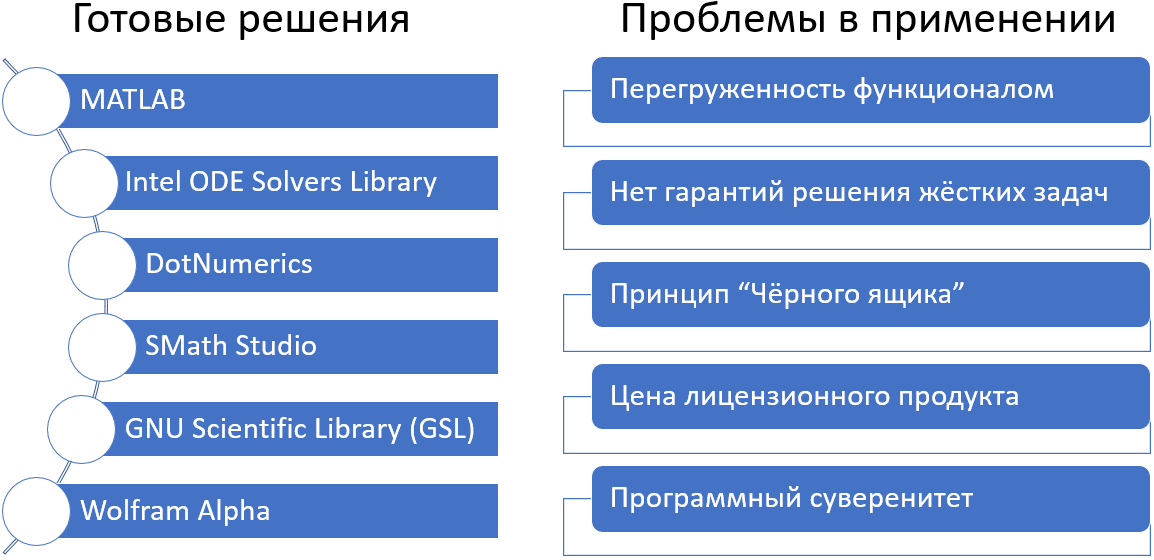 Готовые решения
MATLAB
Intel ODE Solvers Library
DotNumerics
SMath Studio
GNU Scientific Library (GSL)
Wolfram Alpha
Проблемы в применении
Перегруженность функционалом
Нет гарантий решения жёстких задач
Принцип “Чёрного ящика”
Цена лицензионного продукта
Программный суверенитет